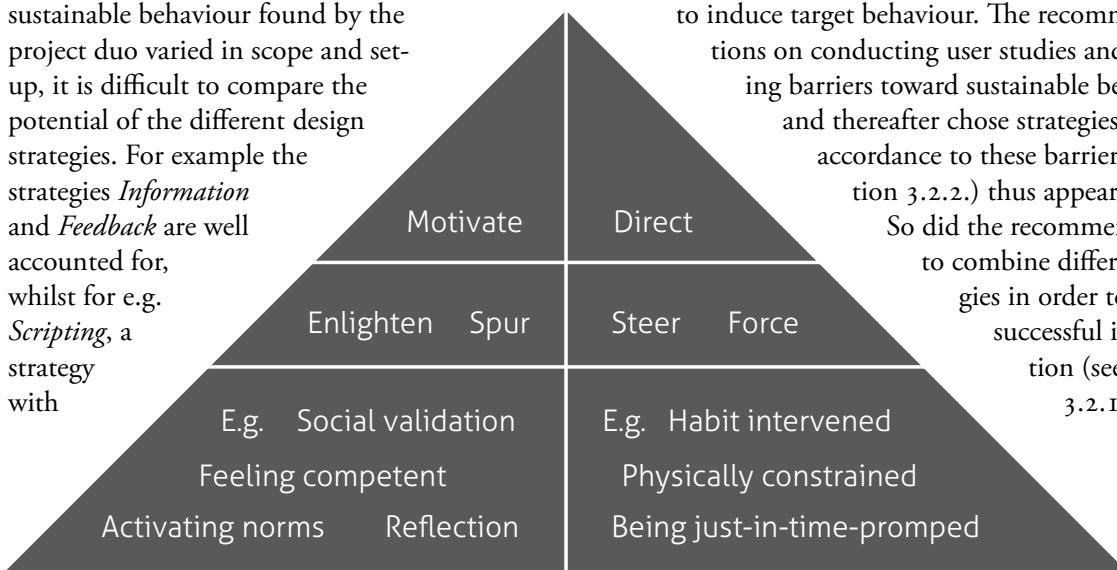 sustainable behaviour found by the
project duo varied in scope and set-
up, it is difficult to compare the
potential of the different design
strategies. For example the
strategies Information
and Feedback are well
accounted for,
whilst for e.g.
Scripting, a
strategy
with
to induce target behaviour. The recom
tions on conducting user studies and
ing barriers toward sustainable be
and thereafter chose strategies
accordance to these barrier
tion 3.2.2.) thus appear
So did the recomme
to combine differ
gies in order t
successful i
tion (see
3.2.1
Motivate Direct
Enlighten Spur Steer Force
E.g. Social validation E.g. Habit intervened
Feeling competent Physically constrained
Activating norms Reflection Being just-in-time-promped